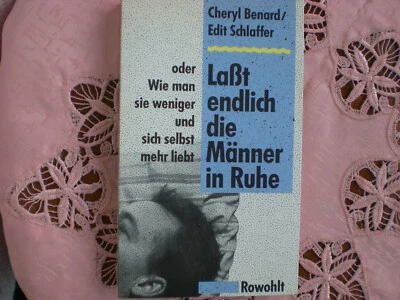 Cheryl Benard/
Edit Schlaffer
Laßt
endlich
die
Männer
in Ruhe
oder
Wie man
sie weniger
und
sich selbst
mehr liebt
Rowohlt